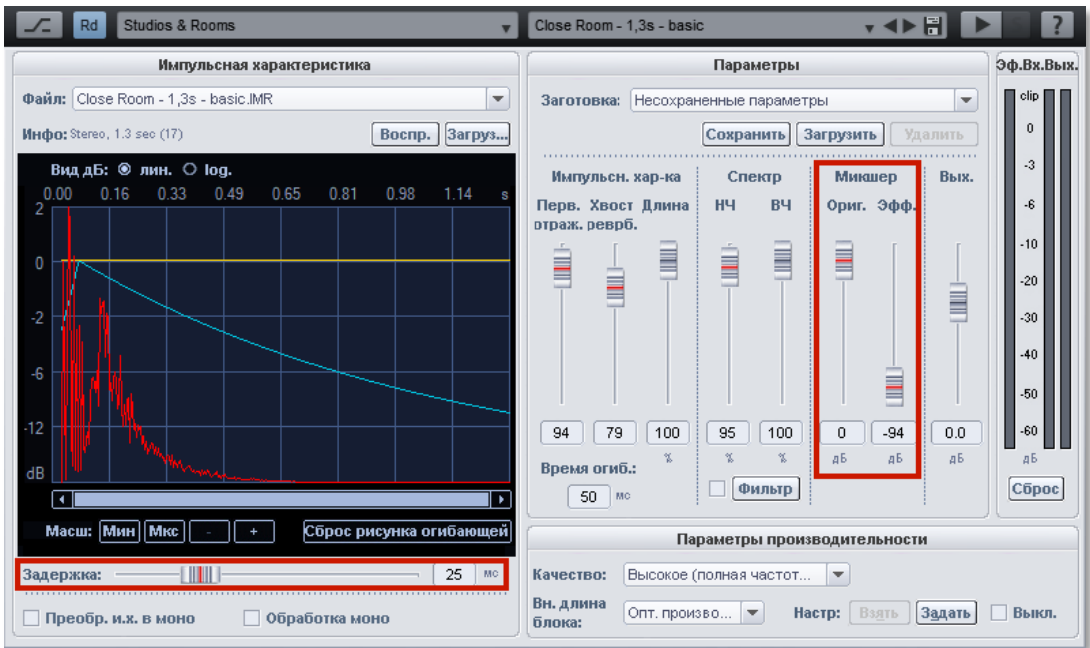 Rd Studios & Rooms Close Room - 1,3s - basic ?
Импульсная характеристика
Файл: Close Room - 1,3s - basic.IMR
Инфо: Stereo, 1.3 sec (17) Воспр. Загруз...
Вид дБ: лин. log.
0.00 0.16 0.33 0.49 0.65 0.81 0.98 1.14 s
2
0
-2
-6
-12
dB
Масш: Мин Мкс - + Сброс рисунка огибающей
Задержка: 25 мс
Преобр. и.х. в моно Обработка моно
Параметры
Заготовка: Несохраненные параметры
Сохранить Загрузить Удалить
Импульсн. хар-ка Спектр Микшер Вых.
Перв. Хвост Длина НЧ ВЧ Ориг. Эфф.
отраж. реврб.
94 79 100 95 100 0 -94 0.0
% % % дБ дБ дБ
Время огиб.:
50 мс Фильтр
Эф.Вх.Вых.
clip
0
-3
-6
-10
-20
-30
-40
-50
-60
дБ
Сброс
Параметры производительности
Качество: Высокое (полная частот...
Вн. длина
блока: Опт. произво... Настр: Взять Задать Выкл.